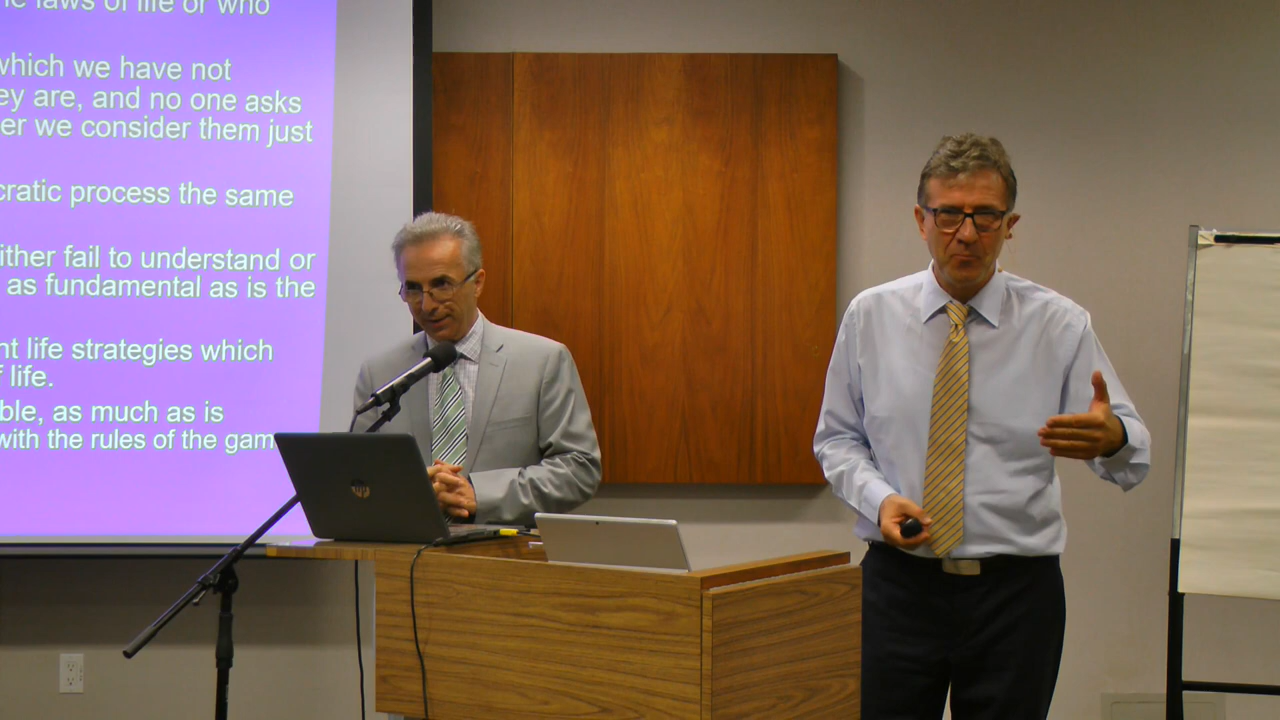 he laws of life or who
which we have not
ey are, and no one asks
er we consider them just
cratic process the same
ither fail to understand or
as fundamental as is the
nt life strategies which
f life.
ble, as much as is
with the rules of the gam
hp